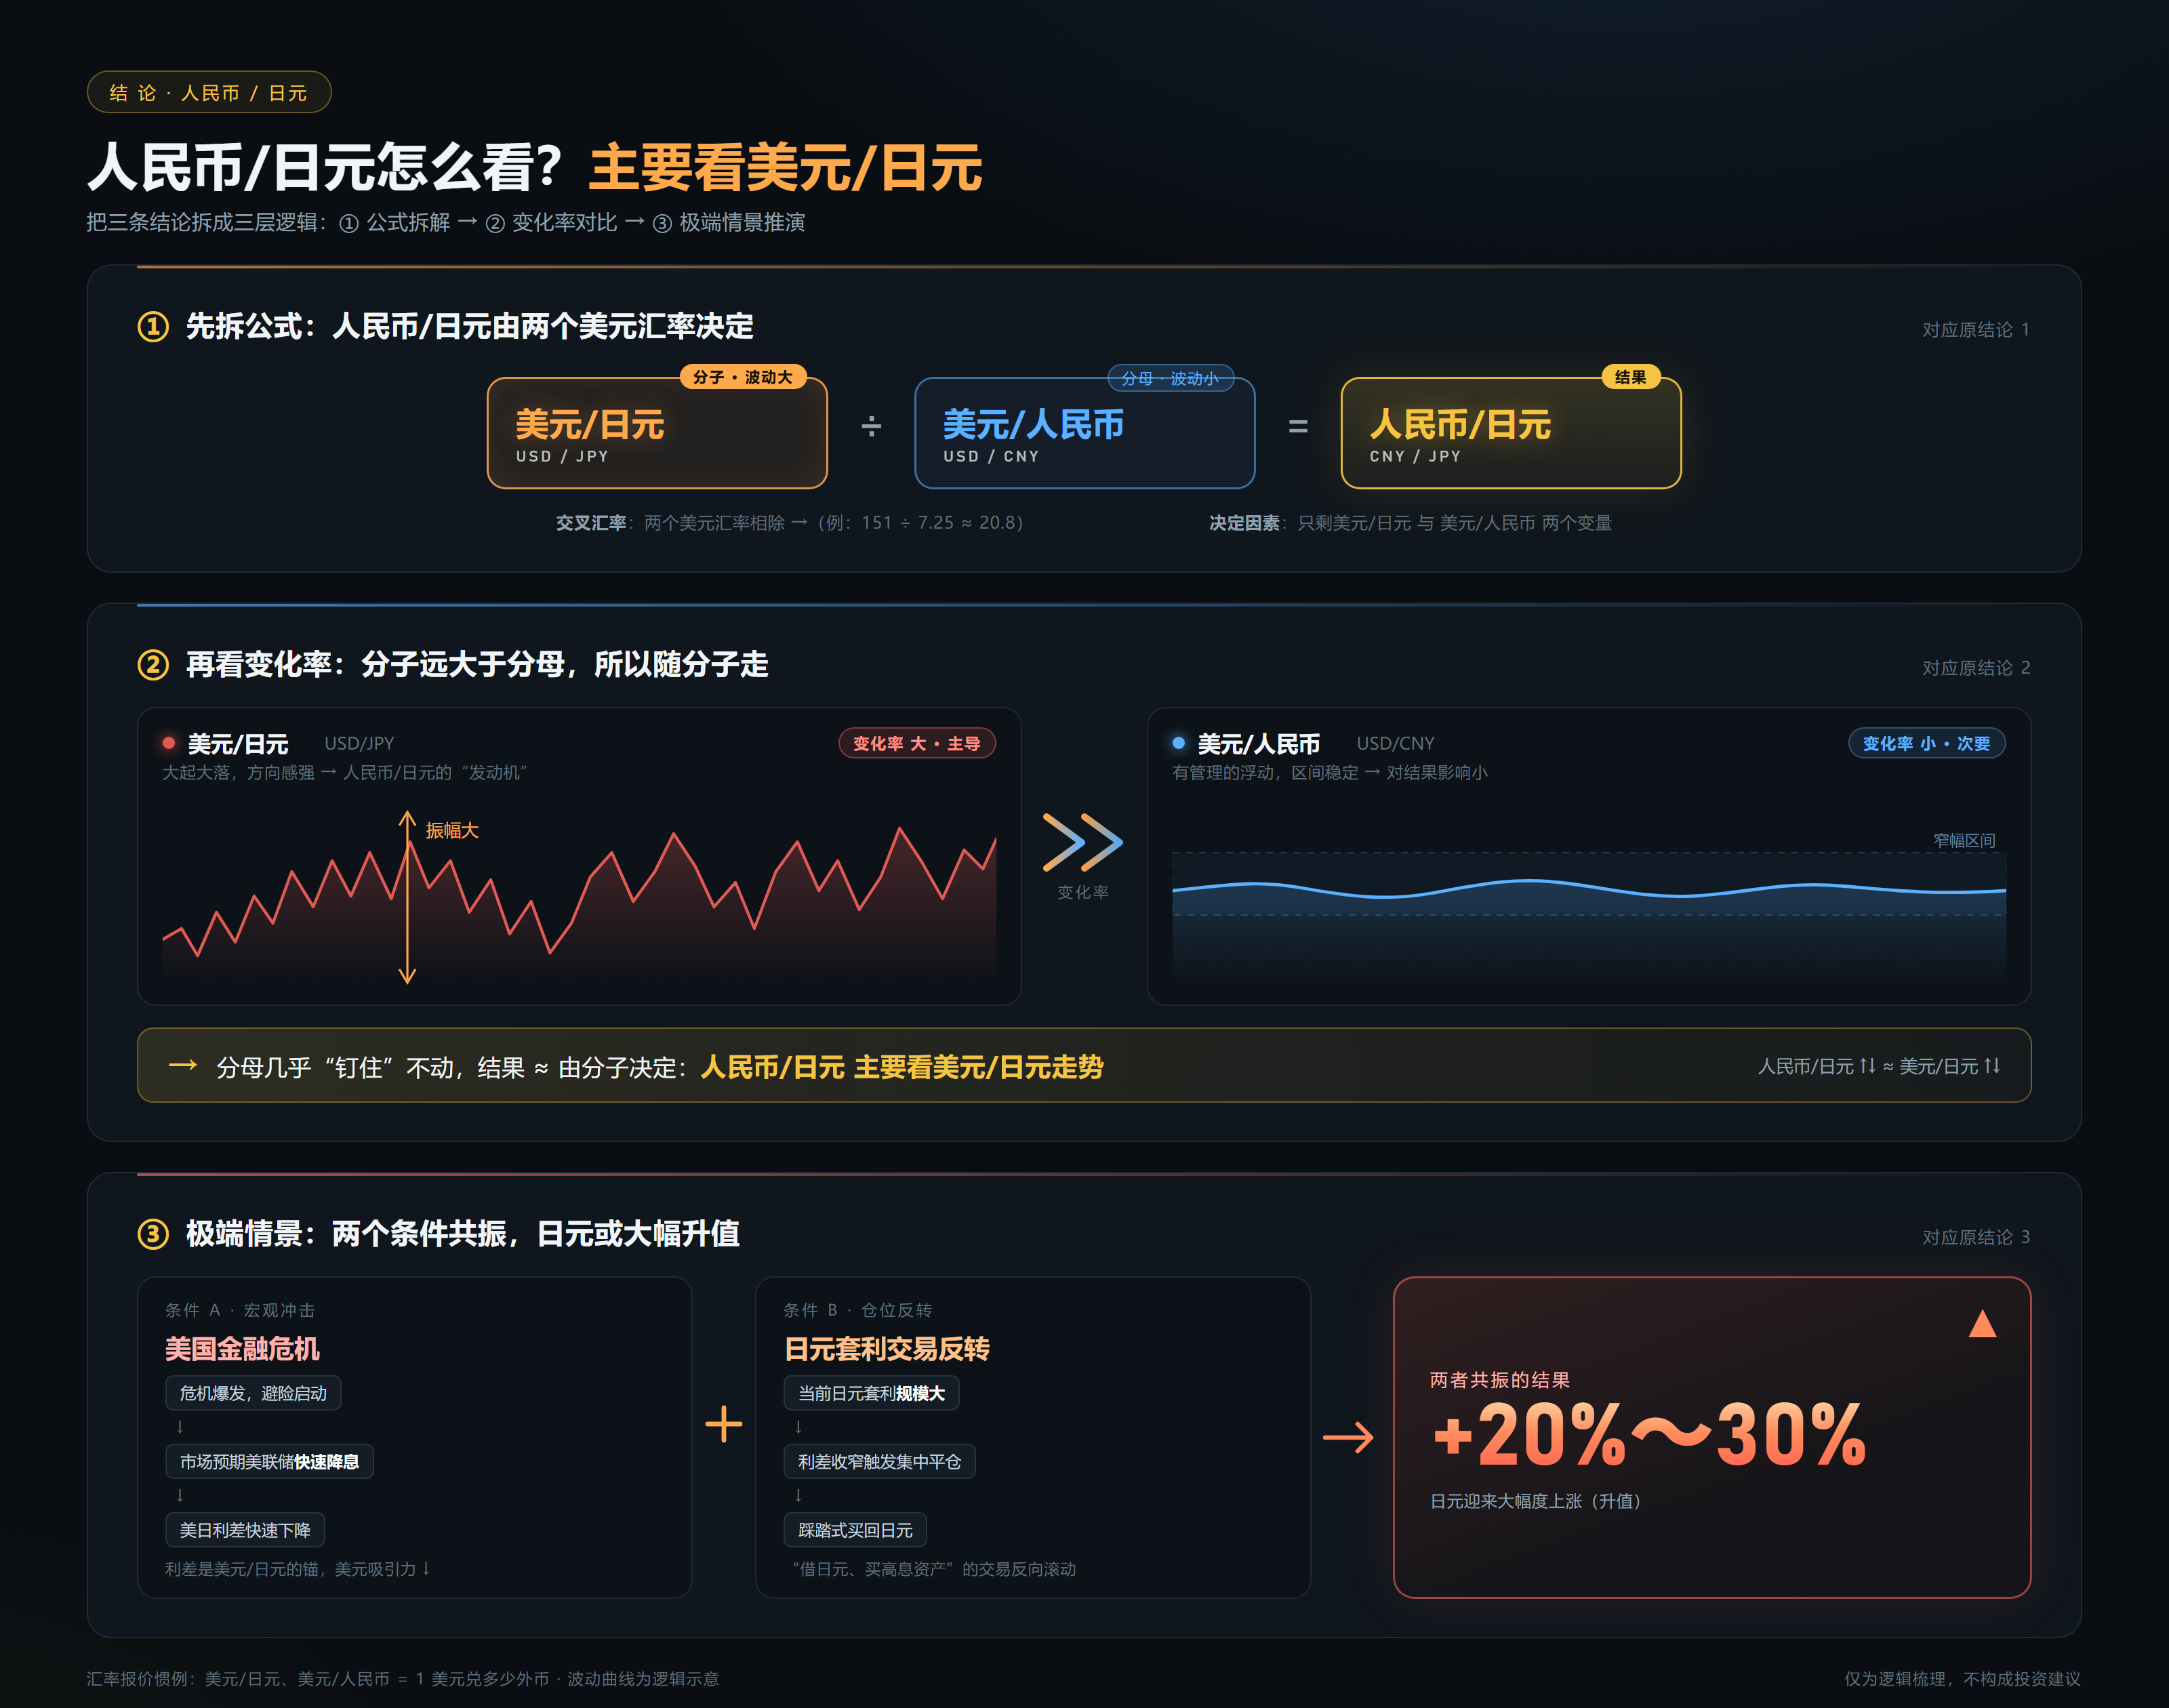 结 论 · 人民币 / 日元
人民币/日元怎么看？主要看美元/日元
把三条结论拆成三层逻辑：① 公式拆解 → ② 变化率对比 → ③ 极端情景推演
① 先拆公式：人民币/日元由两个美元汇率决定
对应原结论 1
分子 · 波动大
美元/日元
USD / JPY
÷
分母 · 波动小
美元/人民币
USD / CNY
=
结果
人民币/日元
CNY / JPY
交叉汇率：两个美元汇率相除 →（例：151 ÷ 7.25 ≈ 20.8）
决定因素：只剩美元/日元 与 美元/人民币 两个变量
② 再看变化率：分子远大于分母，所以随分子走
对应原结论 2
美元/日元 USD/JPY
变化率 大 · 主导
大起大落，方向感强 → 人民币/日元的“发动机”
振幅大
变化率
美元/人民币 USD/CNY
变化率 小 · 次要
有管理的浮动，区间稳定 → 对结果影响小
窄幅区间
→ 分母几乎“钉住”不动，结果 ≈ 由分子决定：人民币/日元 主要看美元/日元走势
人民币/日元 ↑↓ ≈ 美元/日元 ↑↓
③ 极端情景：两个条件共振，日元或大幅升值
对应原结论 3
条件 A · 宏观冲击
美国金融危机
危机爆发，避险启动
↓
市场预期美联储快速降息
↓
美日利差快速下降
利差是美元/日元的锚，美元吸引力 ↓
+
条件 B · 仓位反转
日元套利交易反转
当前日元套利规模大
↓
利差收窄触发集中平仓
↓
踩踏式买回日元
“借日元、买高息资产”的交易反向滚动
→
▲
两者共振的结果
+20%～30%
日元迎来大幅度上涨（升值）
汇率报价惯例：美元/日元、美元/人民币 = 1 美元兑多少外币 · 波动曲线为逻辑示意
仅为逻辑梳理，不构成投资建议